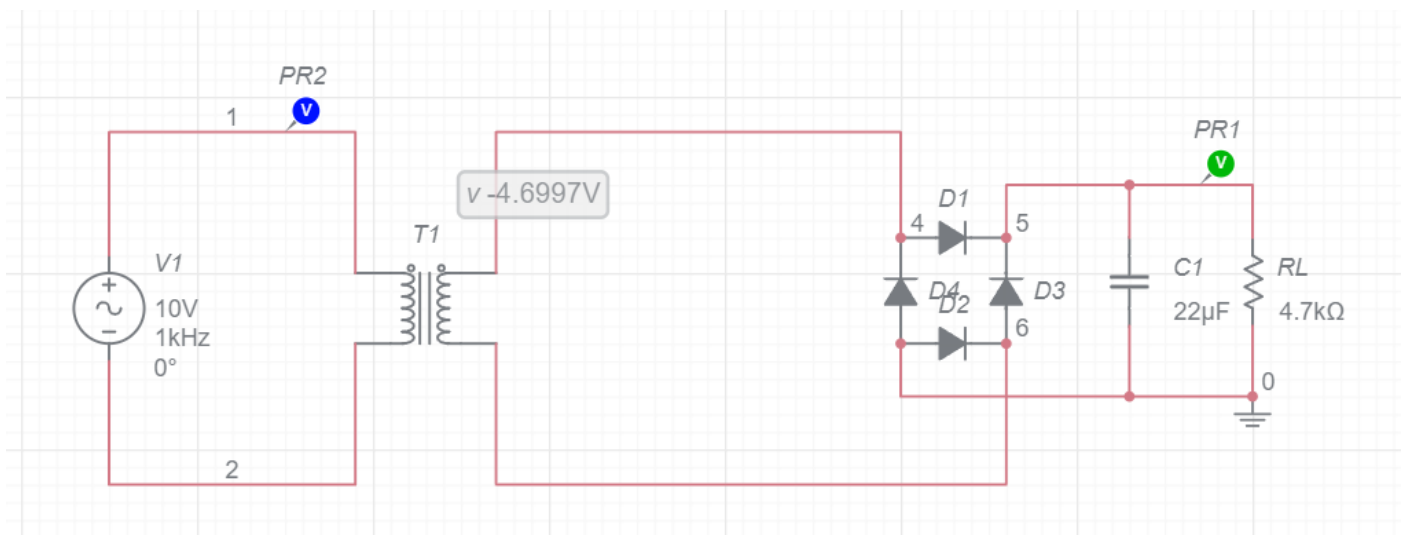 PR2
V
1
PR1
V
v -4.6997V
D1
4
5
T1
V1
10V
1kHz
0°
D4
D2
D3
C1
22µF
RL
4.7kΩ
6
0
2